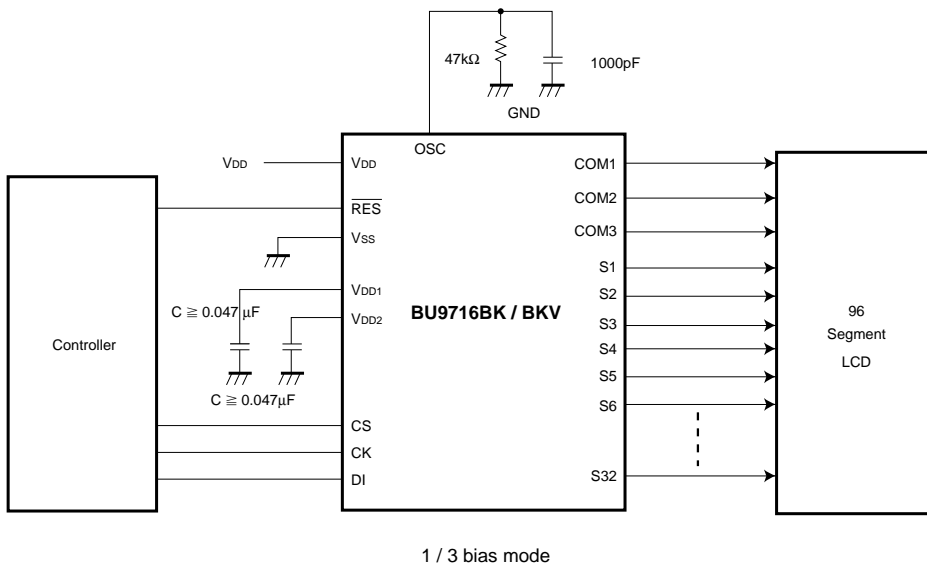 47kΩ
1000pF
GND
OSC
VDD
VDD
COM1
RES
COM2
VSS
COM3
S1
VDD1
S2
C ≧ 0.047 μF
BU9716BK / BKV
VDD2
S3
S4
S5
S6
Controller
96
Segment
LCD
C ≧ 0.047μF
CS
CK
DI
S32
1 / 3 bias mode